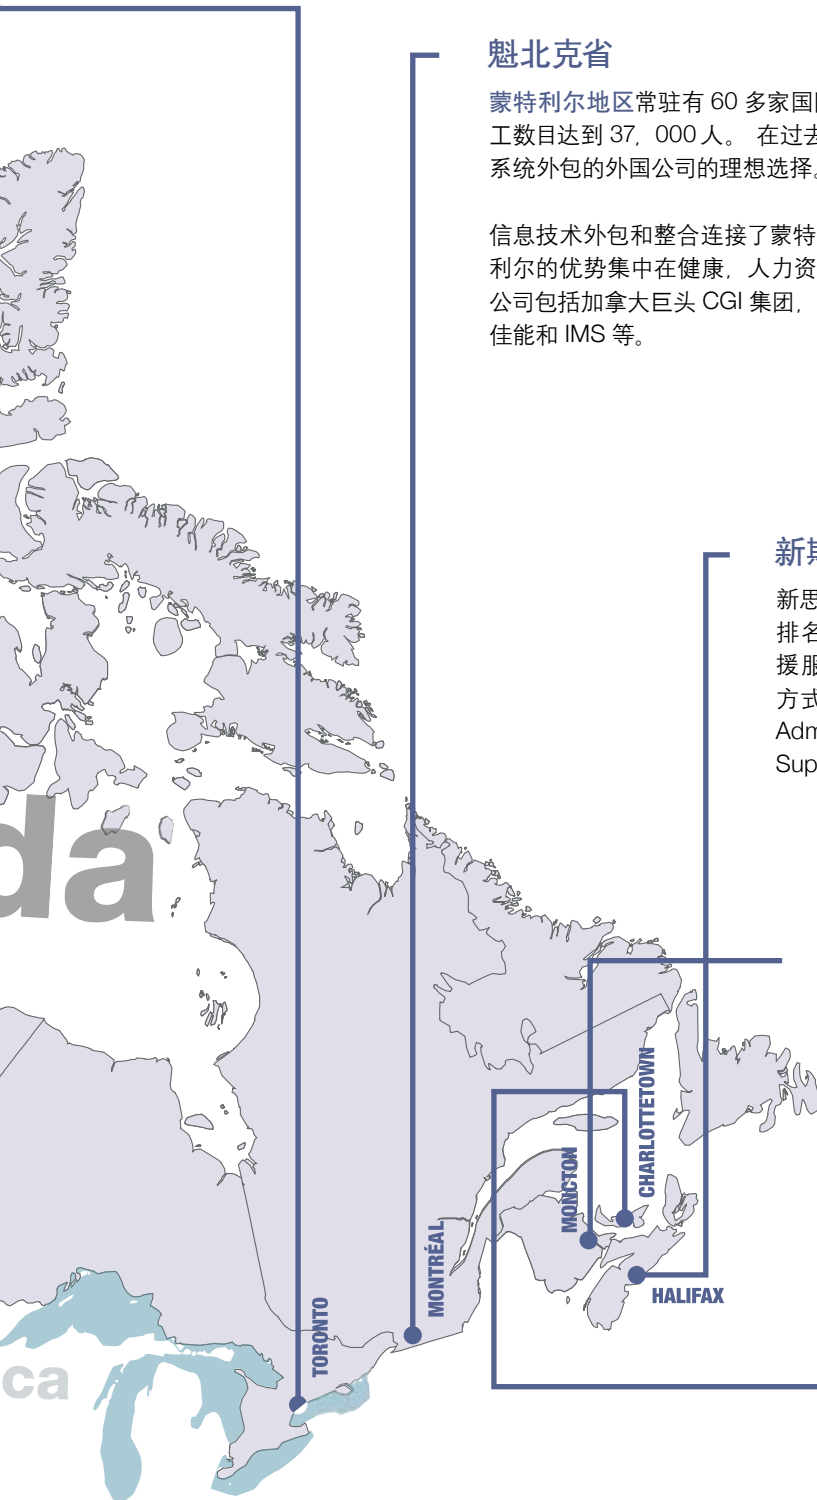 魁北克省
蒙特利尔地区常驻有 60 多家国
工数目达到 37，000人。 在过去
系统外包的外国公司的理想选择。
信息技术外包和整合连接了蒙特
利尔的优势集中在健康，人力资
公司包括加拿大巨头 CGI 集团，
佳能和 IMS 等。
新斯
新思
排名
援服
方式
Adm
Sup
da
CHARLOTTETOWN
MONCTON
MONTRÉAL
HALIFAX
TORONTO
ca